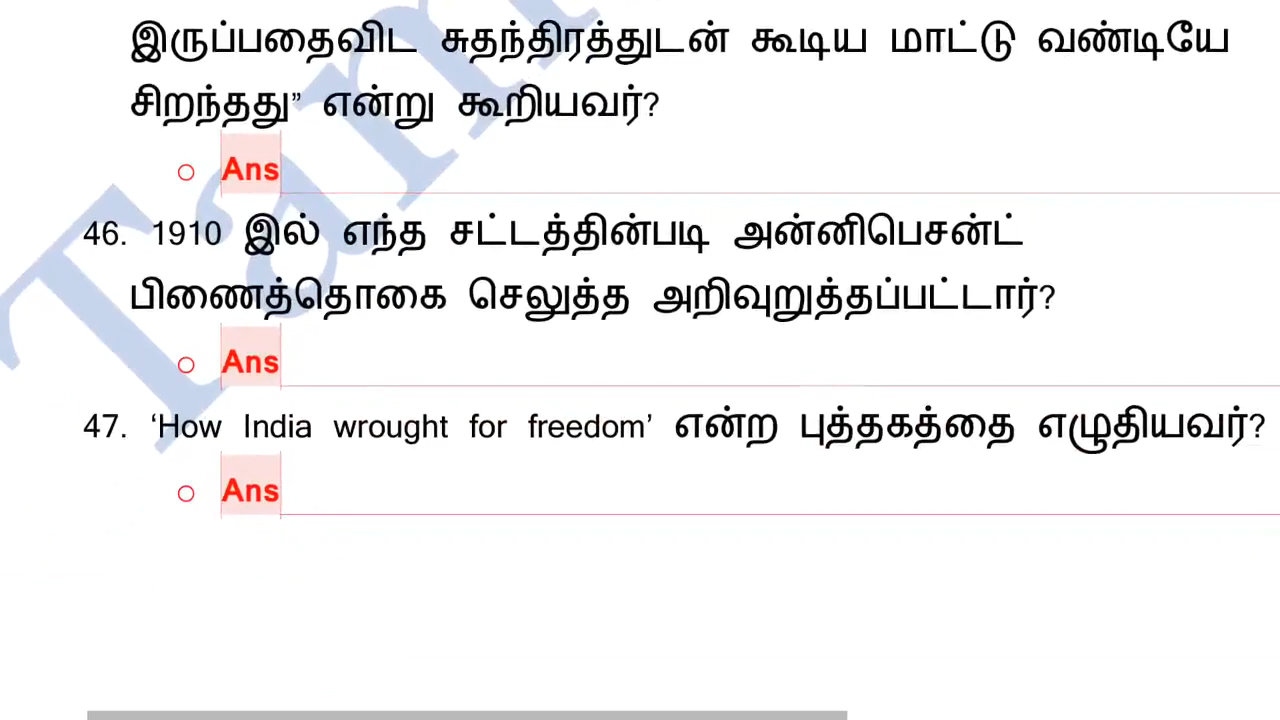 இருப்பதைவிட சுதந்திரத்துடன் கூடிய மாட்டு வண்டியே
சிறந்தது” என்று கூறியவர்?
o Ans
46. 1910 இல் எந்த சட்டத்தின்படி அன்னிபெசன்ட்
பிணைத்தொகை செலுத்த அறிவுறுத்தப்பட்டார்?
o Ans
47. ‘How India wrought for freedom’ என்ற புத்தகத்தை எழுதியவர்?
o Ans
Tam